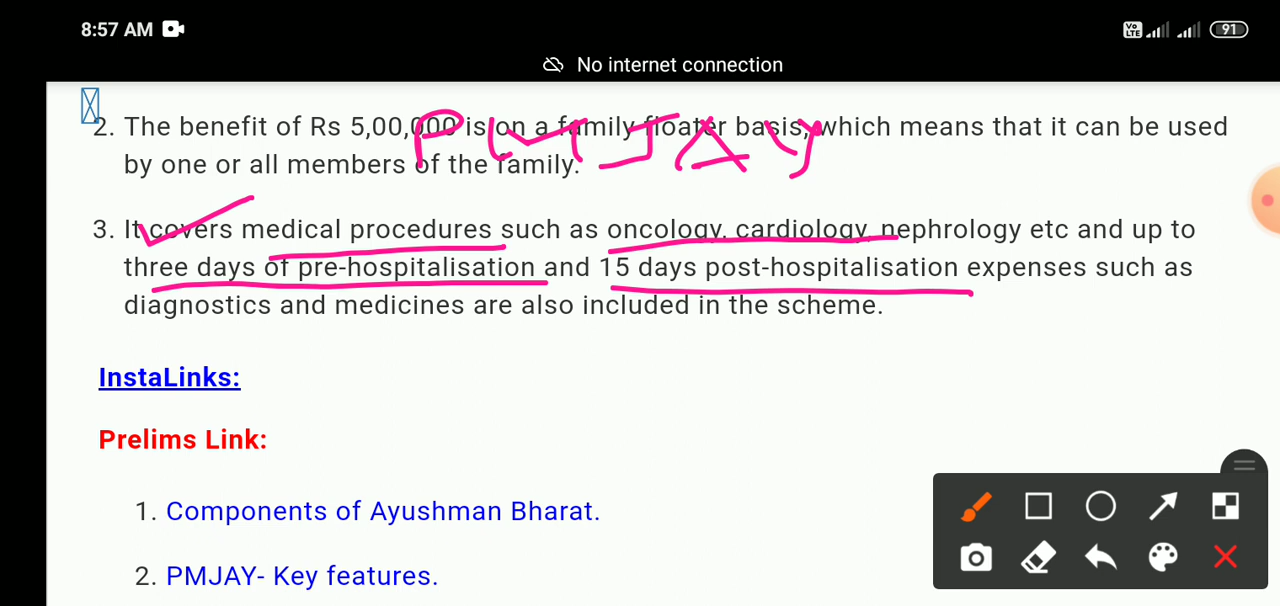 8:57 AM
Vo LTE 91
No internet connection
2. The benefit of Rs 5,00,000 is on a family floater basis, which means that it can be used
by one or all members of the family.
PMJAY
3. It covers medical procedures such as oncology, cardiology, nephrology etc and up to
three days of pre-hospitalisation and 15 days post-hospitalisation expenses such as
diagnostics and medicines are also included in the scheme.
InstaLinks:
Prelims Link:
1. Components of Ayushman Bharat.
2. PMJAY- Key features.